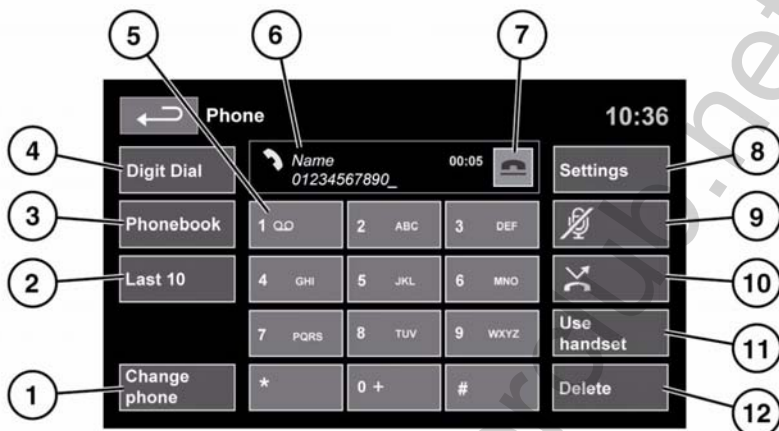 5 6 7
Phone 10:36
4 Digit Dial Name 00:05 Settings 8
01234567890_
3 Phonebook 1 2 ABC 3 DEF 9
2 Last 10 4 GHI 5 JKL 6 MNO 10
7 PQRS 8 TUV 9 WXYZ Use
handset 11
1 Change
phone * 0 + # Delete 12